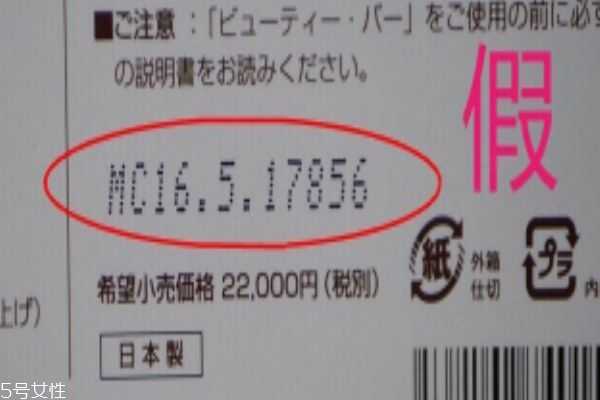 ■ご注意：「ビューティー・バー」をご使用の前に必ず
の説明書をお読みください。
假
MC16.5.17856
紙
外箱
仕切
プラ
内
希望小売価格 22,000円(税別)
上げ)
日本製
5号女性